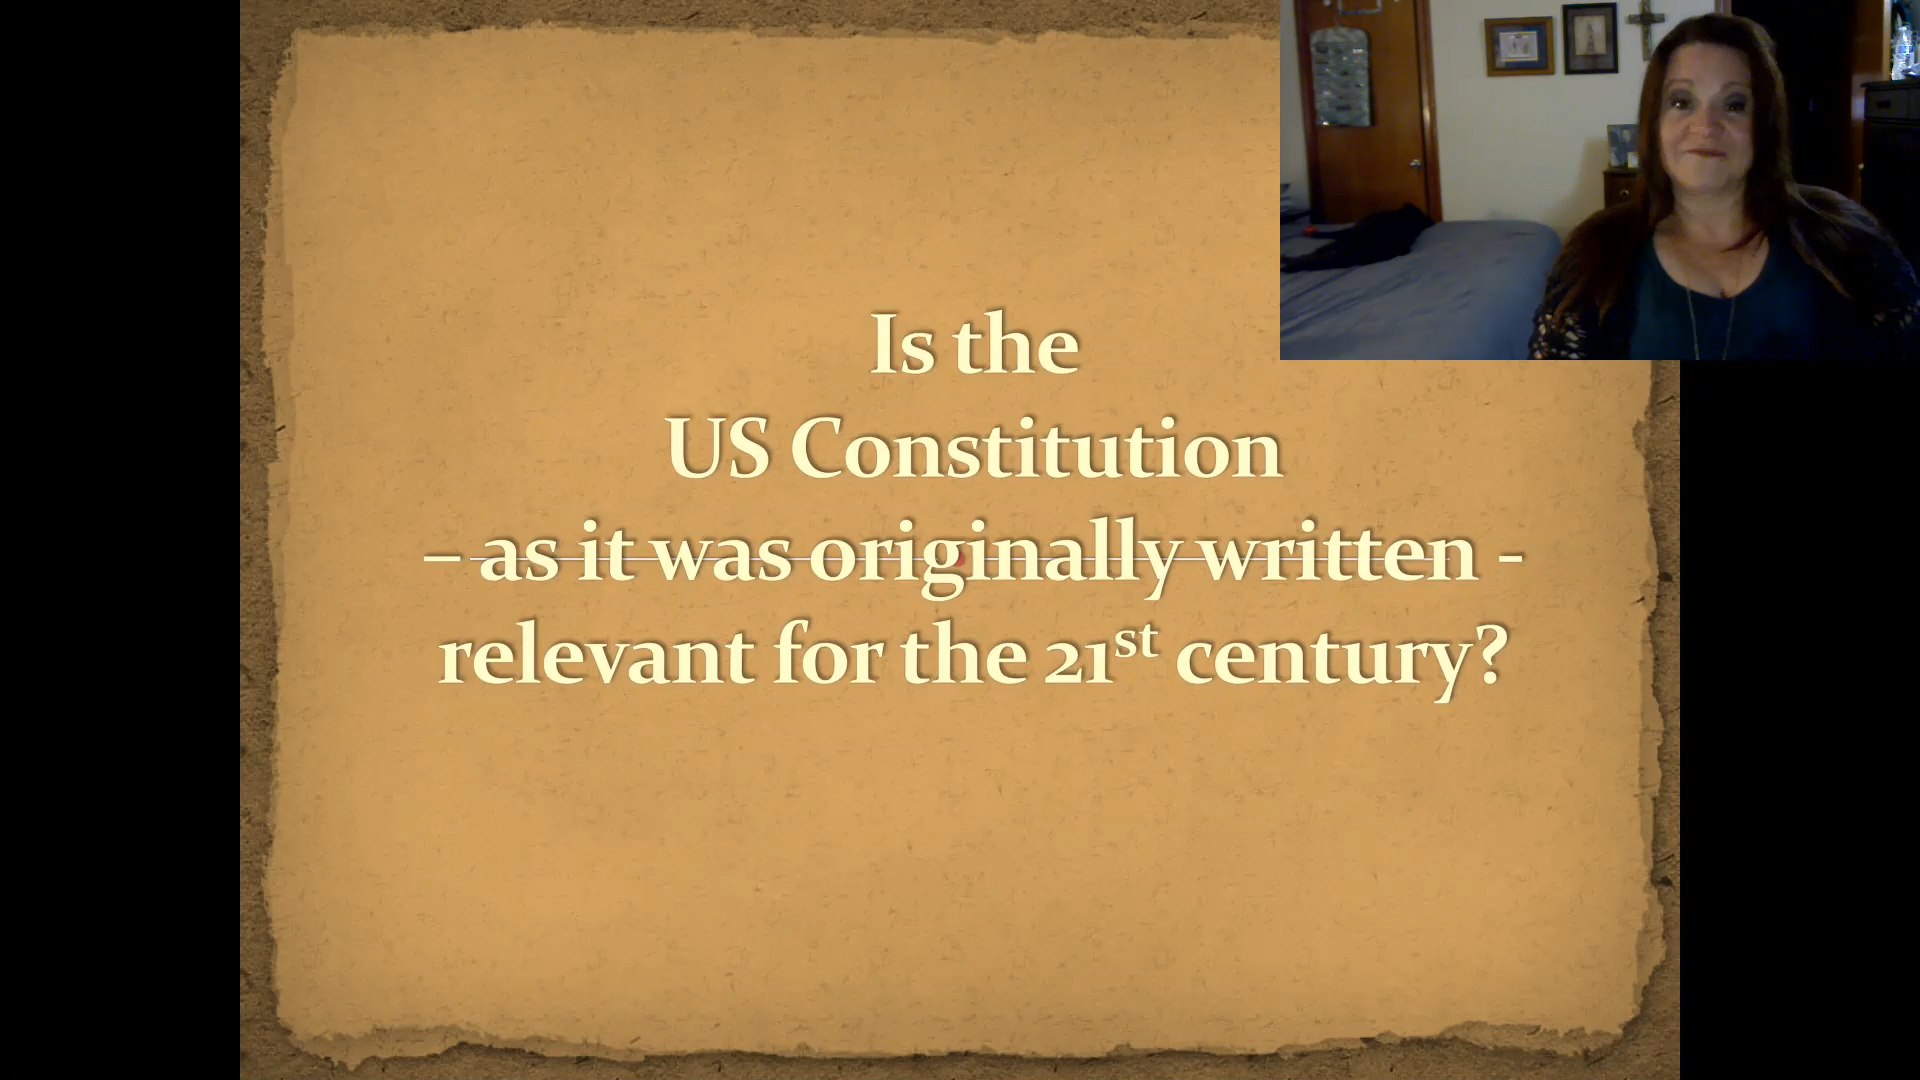 Is the
US Constitution
– as it was originally written -
relevant for the 21st century?